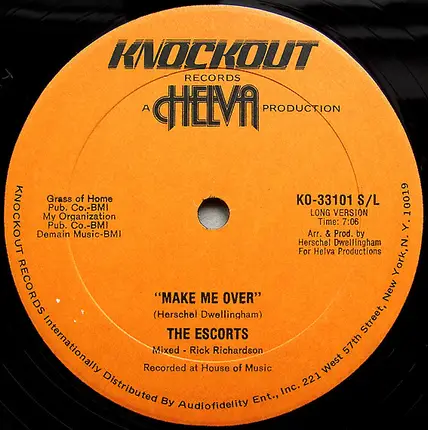 KNOCKOUT
RECORDS
A HELVA PRODUCTION
Grass of Home
Pub. Co.-BMI
My Organization
Pub. Co.-BMI
Demain Music-BMI
KO-33101 S/L
LONG VERSION
Time: 7:06
Arr. & Prod. by
Herschel Dwellingham
For Helva Productions
"MAKE ME OVER"
(Herschel Dwellingham)
THE ESCORTS
Mixed - Rick Richardson
Recorded at House of Music
KNOCKOUT RECORDS Internationally Distributed By Audiofidelity Ent., Inc. 221 West 57th Street, New York, N. Y. 10019